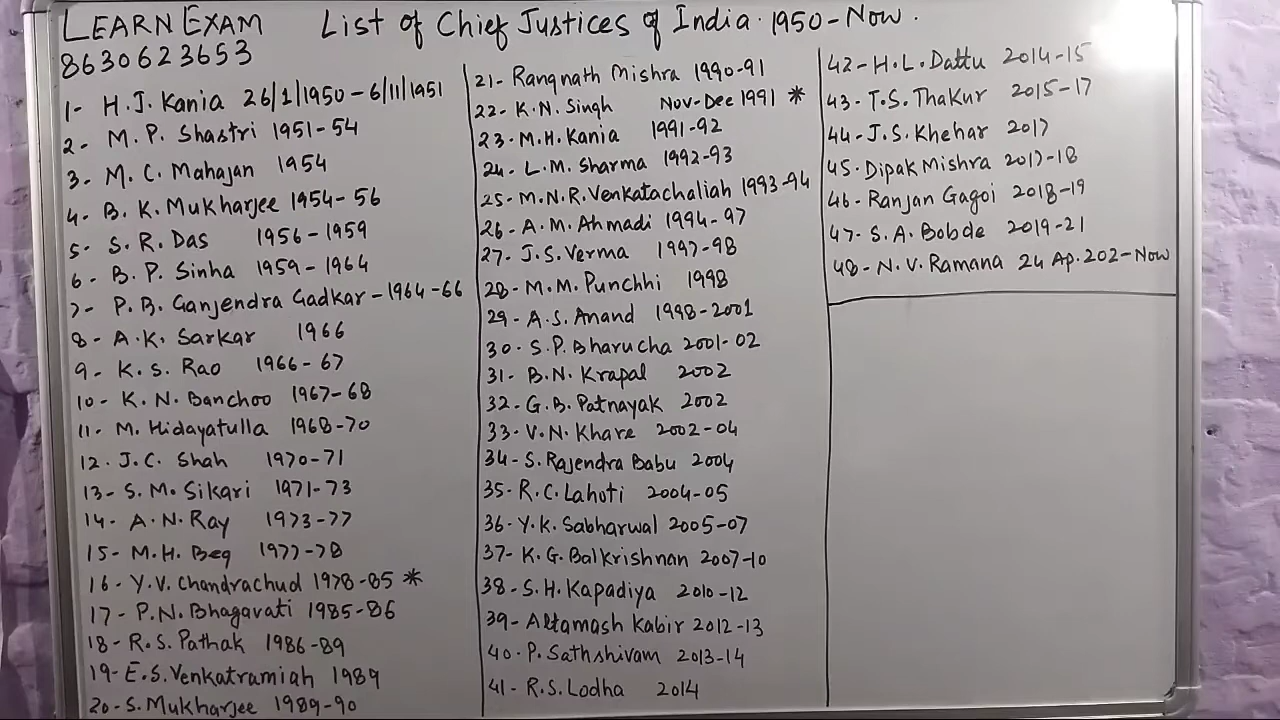 LEARN EXAM List of Chief Justices of India. 1950-Now.
8630623653
1- H.J. Kania 26/1/1950-6/11/1951
2- M.P. Shastri 1951-54
3- M.C. Mahajan 1954
4- B.K. Mukharjee 1954-56
5- S.R. Das 1956-1959
6- B.P. Sinha 1959-1964
7- P.B. Ganjendra Gadkar-1964-66
8- A.K. Sarkar 1966
9- K.S. Rao 1966-67
10- K.N. Banchoo 1967-68
11- M. Hidayatulla 1968-70
12. J.C. Shah 1970-71
13- S.M. Sikari 1971-73
14- A.N. Ray 1973-77
15- M.H. Beg 1977-78
16- Y.V. Chandrachud 1978-85 *
17- P.N. Bhagavati 1985-86
18- R.S. Pathak 1986-89
19- E.S. Venkatramiah 1989
20- S. Mukharjee 1989-90
21- Rangnath Mishra 1990-91
22- K.N. Singh Nov-Dec 1991 *
23- M.H. Kania 1991-92
24- L.M. Sharma 1992-93
25- M.N.R. Venkatachaliah 1993-94
26- A.M. Ahmadi 1994-97
27- J.S. Verma 1997-98
28- M.M. Punchhi 1998
29- A.S. Anand 1998-2001
30- S.P. Bharucha 2001-02
31- B.N. Krapal 2002
32- G.B. Patnayak 2002
33- V.N. Khare 2002-04
34- S. Rajendra Babu 2004
35- R.C. Lahoti 2004-05
36- Y.K. Sabharwal 2005-07
37- K.G. Balkrishnan 2007-10
38- S.H. Kapadiya 2010-12
39- Altamash Kabir 2012-13
40- P. Sathshivam 2013-14
41- R.S. Lodha 2014
42- H.L. Dattu 2014-15
43- T.S. Thakur 2015-17
44- J.S. Khehar 2017
45- Dipak Mishra 2017-18
46- Ranjan Gagoi 2018-19
47- S.A. Bobde 2019-21
48- N.V. Ramana 24 Ap. 202-Now